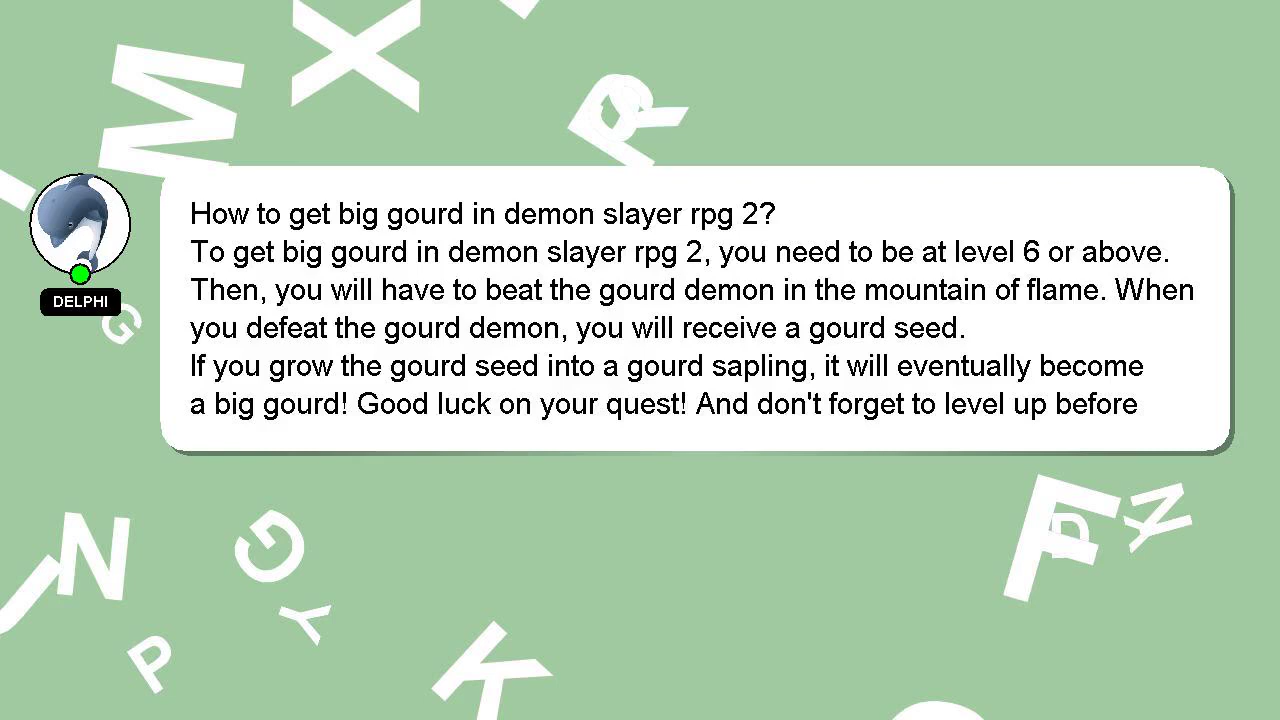 M
X
R
How to get big gourd in demon slayer rpg 2?
To get big gourd in demon slayer rpg 2, you need to be at level 6 or above.
Then, you will have to beat the gourd demon in the mountain of flame. When
you defeat the gourd demon, you will receive a gourd seed.
If you grow the gourd seed into a gourd sapling, it will eventually become
a big gourd! Good luck on your quest! And don't forget to level up before
DELPHI
G
F
D
N
Y
N
G
Y
P
K